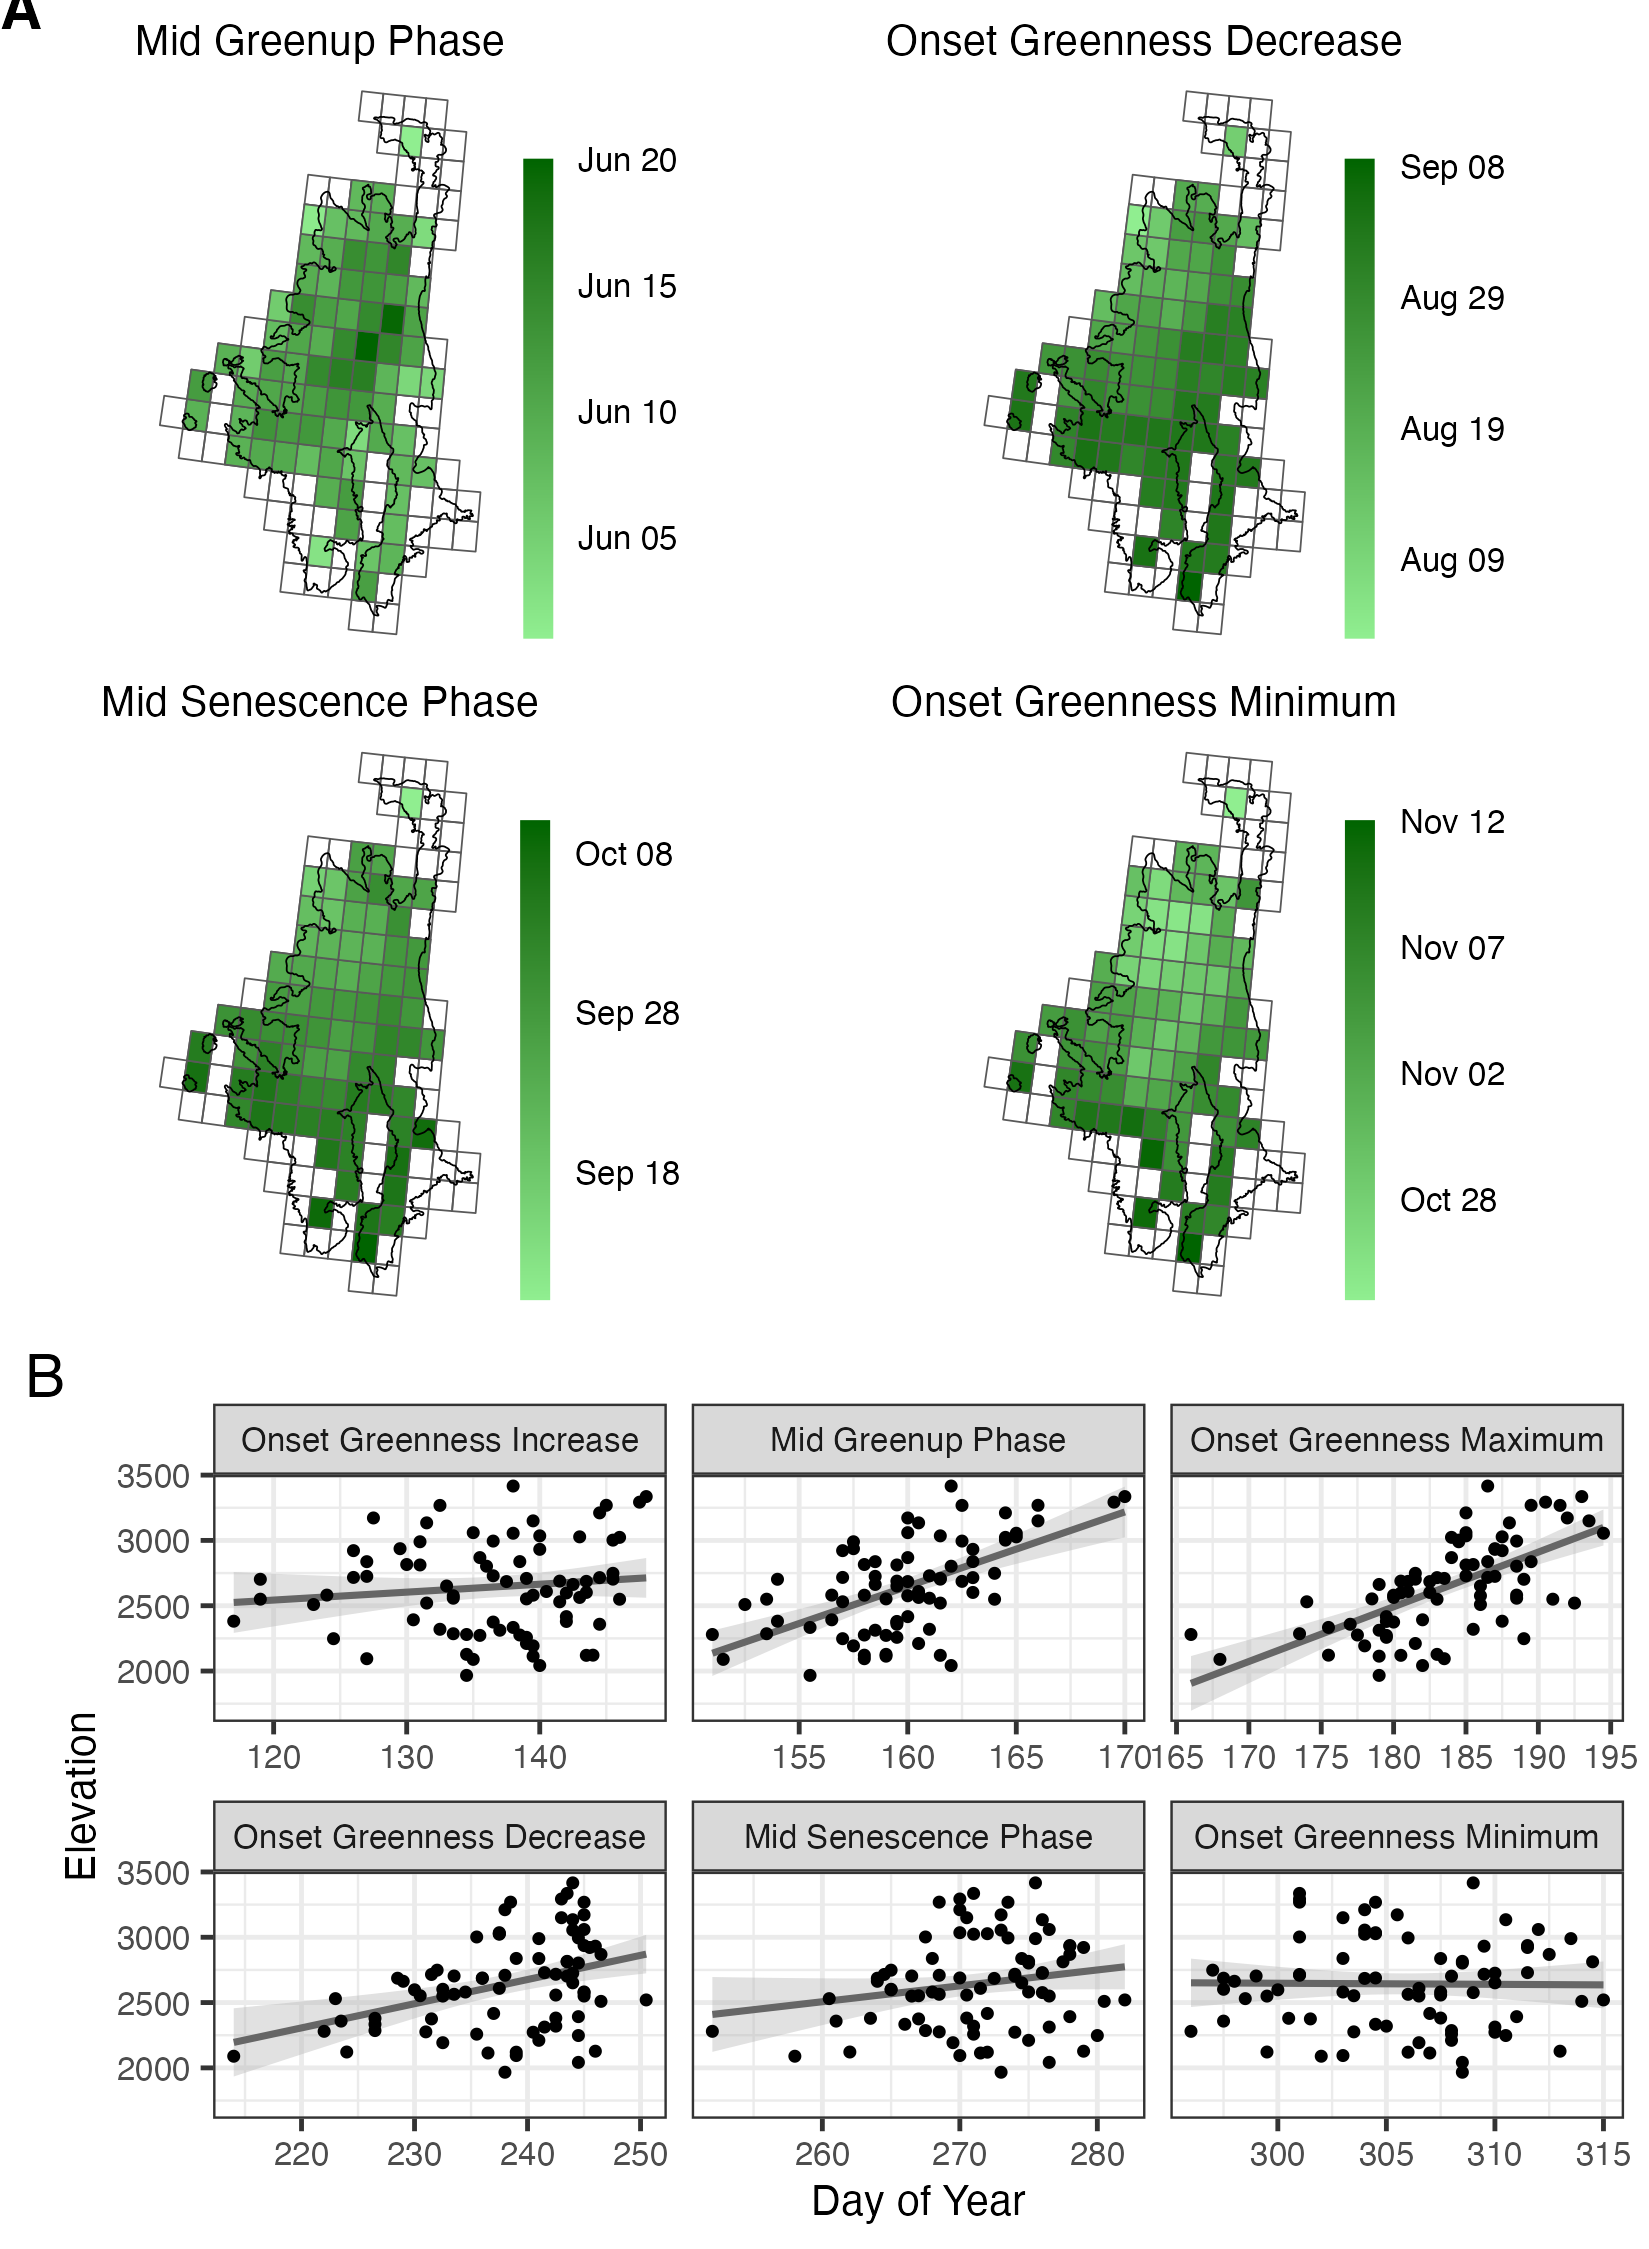 A
Mid Greenup Phase
Onset Greenness Decrease
Jun 20
Jun 15
Jun 10
Jun 05
Sep 08
Aug 29
Aug 19
Aug 09
Mid Senescence Phase
Onset Greenness Minimum
Oct 08
Sep 28
Sep 18
Nov 12
Nov 07
Nov 02
Oct 28
B
Onset Greenness Increase
Mid Greenup Phase
Onset Greenness Maximum
3500
3000
2500
2000
120 130 140
155 160 165 170
165 170 175 180 185 190 195
Elevation
Onset Greenness Decrease
Mid Senescence Phase
Onset Greenness Minimum
3500
3000
2500
2000
220 230 240 250
260 270 280
300 305 310 315
Day of Year